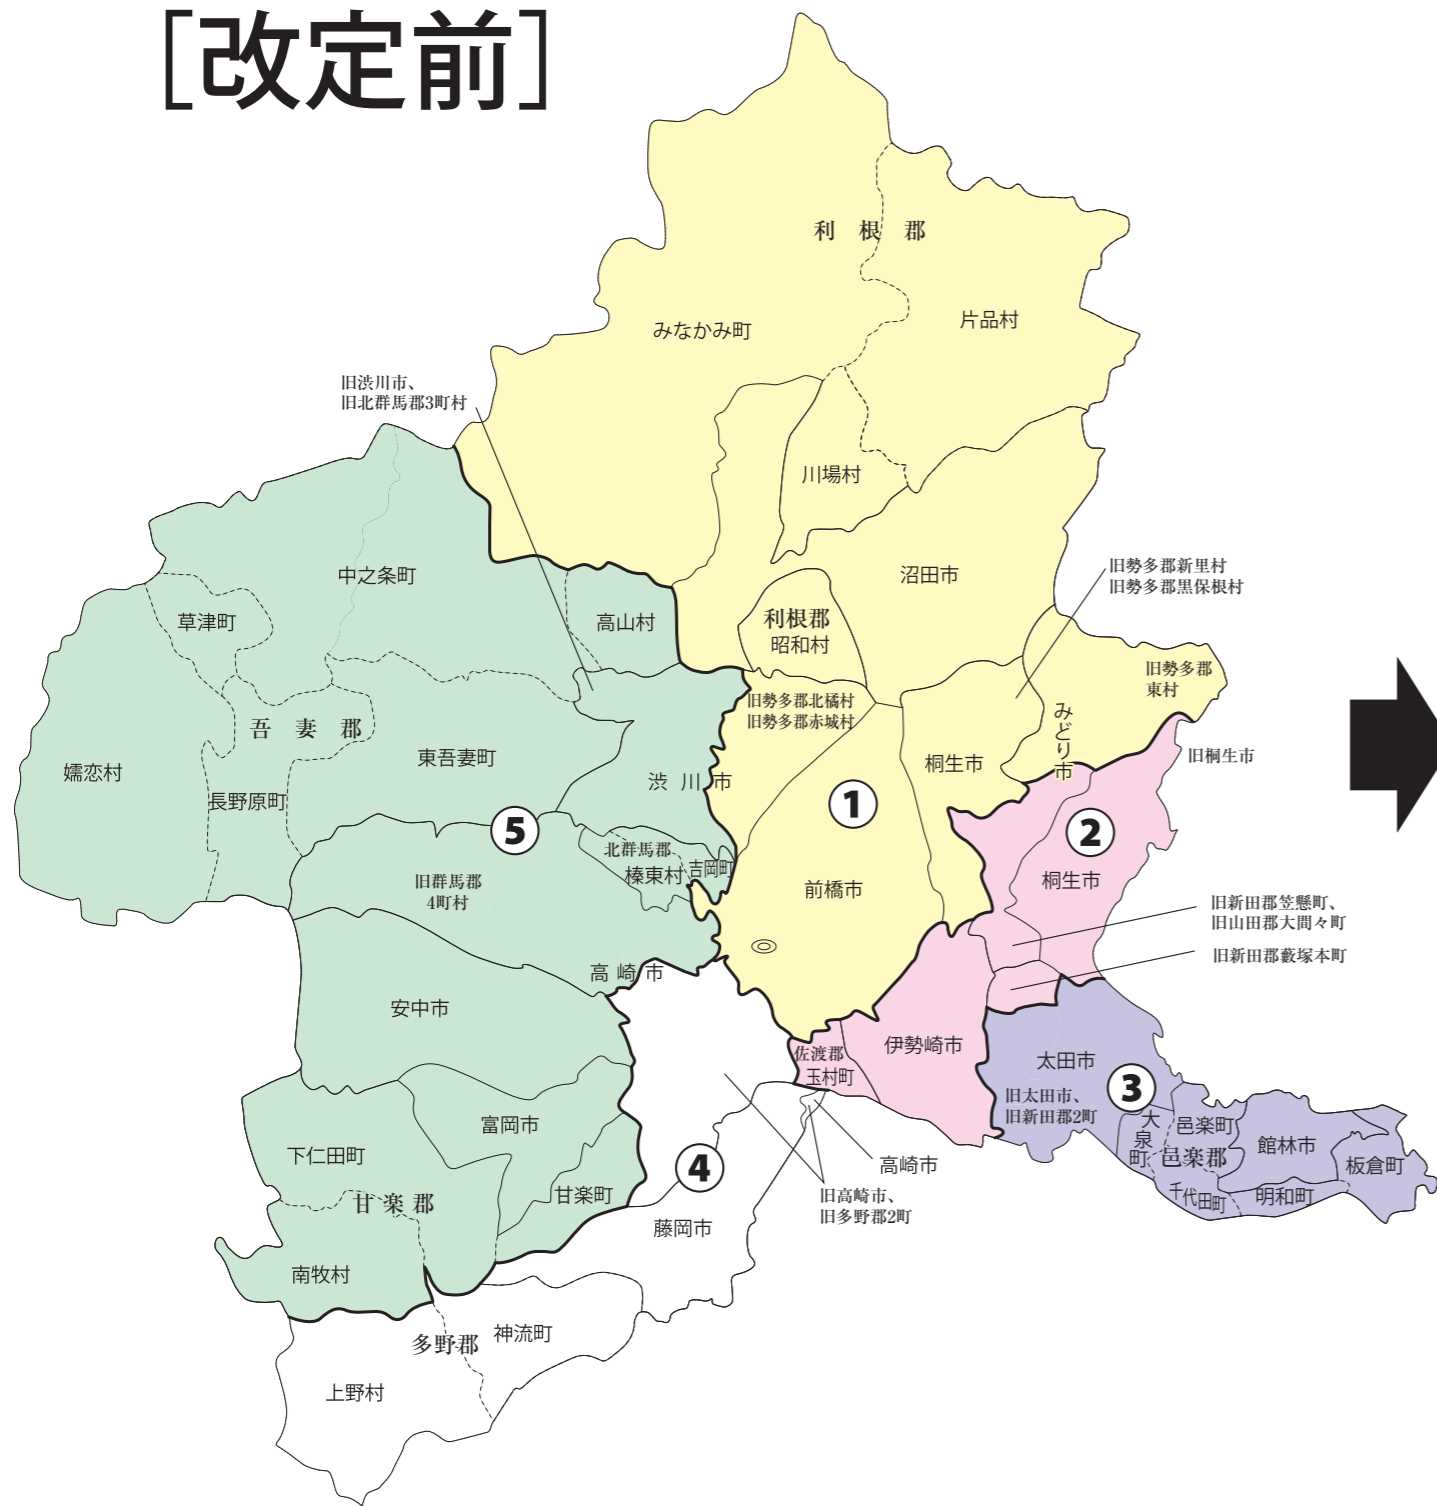 ［改定前］
利根郡
みなかみ町
片品村
旧渋川市、
旧北群馬郡3町村
川場村
中之条町
沼田市
旧勢多郡新里村
旧勢多郡黒保根村
草津町
高山村
利根郡
昭和村
旧勢多郡
東村
旧勢多郡北橘村
旧勢多郡赤城村
みどり市
吾妻郡
東吾妻町
嬬恋村
長野原町
渋川市
桐生市
旧桐生市
①
②
⑤
北群馬郡
榛東村
吉岡町
旧群馬郡
4町村
前橋市
桐生市
旧新田郡笠懸町、
旧山田郡大間々町
旧新田郡藪塚本町
高崎市
安中市
伊勢崎市
佐渡郡
玉村町
太田市
③
旧太田市、
旧新田郡2町
大泉町
邑楽町
邑楽郡
館林市
板倉町
千代田町
明和町
富岡市
下仁田町
甘楽町
甘楽郡
④
高崎市
旧高崎市、
旧多野郡2町
藤岡市
南牧村
多野郡
神流町
上野村